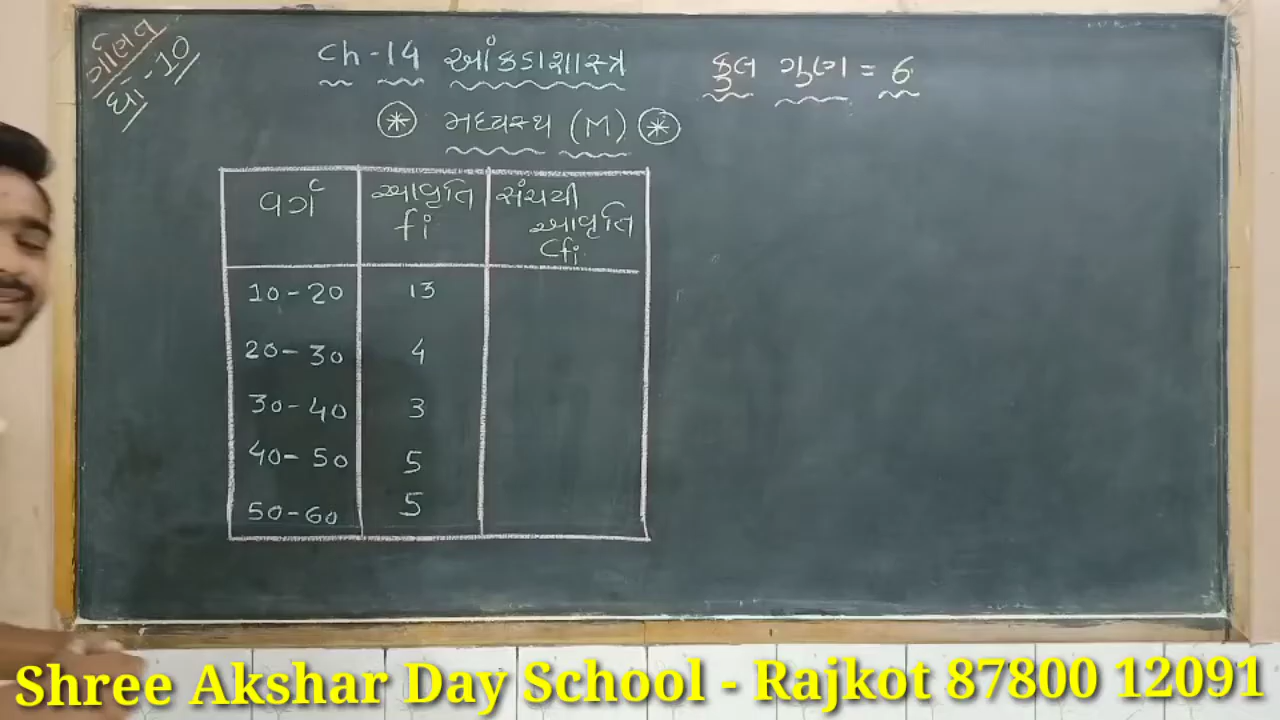 ગણિત
ધો-10
Ch-14 આંકડાશાસ્ત્ર
કુલ ગુણ = 6
* મધ્યસ્થ (M) *
વર્ગ
આવૃતિ
fi
સંચયી
આવૃતિ
Cfi
10-20 13
20-30 4
30-40 3
40-50 5
50-60 5
Shree Akshar Day School - Rajkot 87800 12091